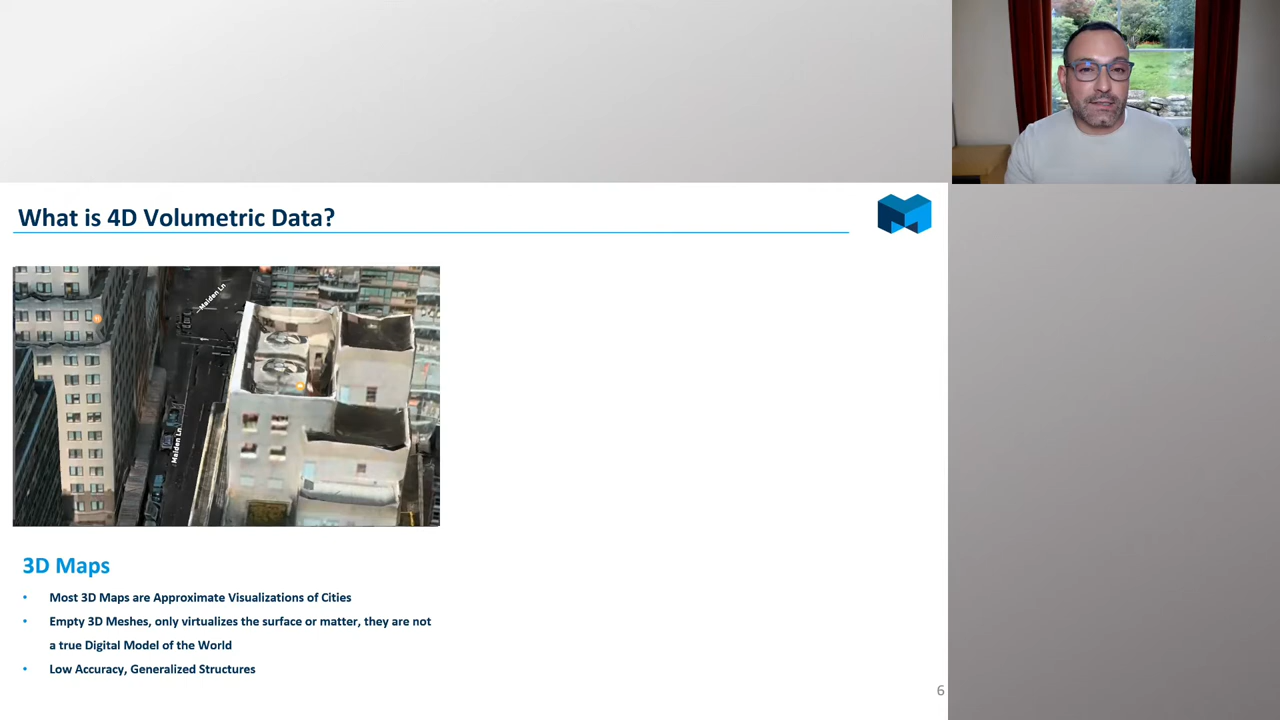 What is 4D Volumetric Data?
Maiden Ln
Maiden Ln
3D Maps
• Most 3D Maps are Approximate Visualizations of Cities
• Empty 3D Meshes, only virtualizes the surface or matter, they are not
a true Digital Model of the World
• Low Accuracy, Generalized Structures
6